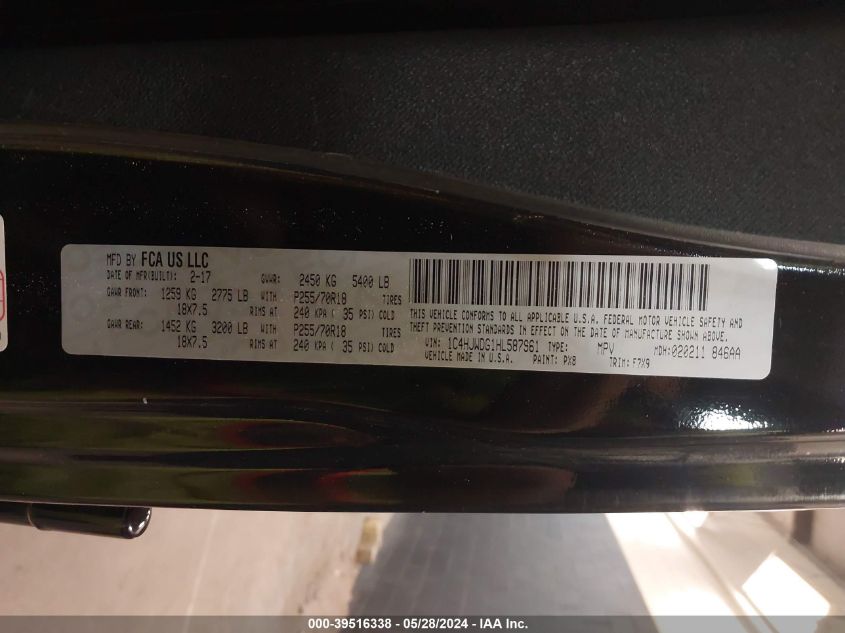 MFD BY FCA US LLC
DATE OF MFR(BUILT): 2-17 GVWR: 2450 KG 5400 LB
GAWR FRONT: 1259 KG 2775 LB WITH P255/70R18 TIRES
18X7.5 RIMS AT 240 KPA ( 35 PSI) COLD
GAWR REAR: 1452 KG 3200 LB WITH P255/70R18 TIRES
18X7.5 RIMS AT 240 KPA ( 35 PSI) COLD
THIS VEHICLE CONFORMS TO ALL APPLICABLE U.S.A. FEDERAL MOTOR VEHICLE SAFETY AND
THEFT PREVENTION STANDARDS IN EFFECT ON THE DATE OF MANUFACTURE SHOWN ABOVE.
VIN: 1C4HJWDG1HL587961 TYPE: MPV MDH:020211 846AA
VEHICLE MADE IN U.S.A. PAINT: PX8 TRIM: F7X9
000-39516338 - 05/28/2024 - IAA Inc.